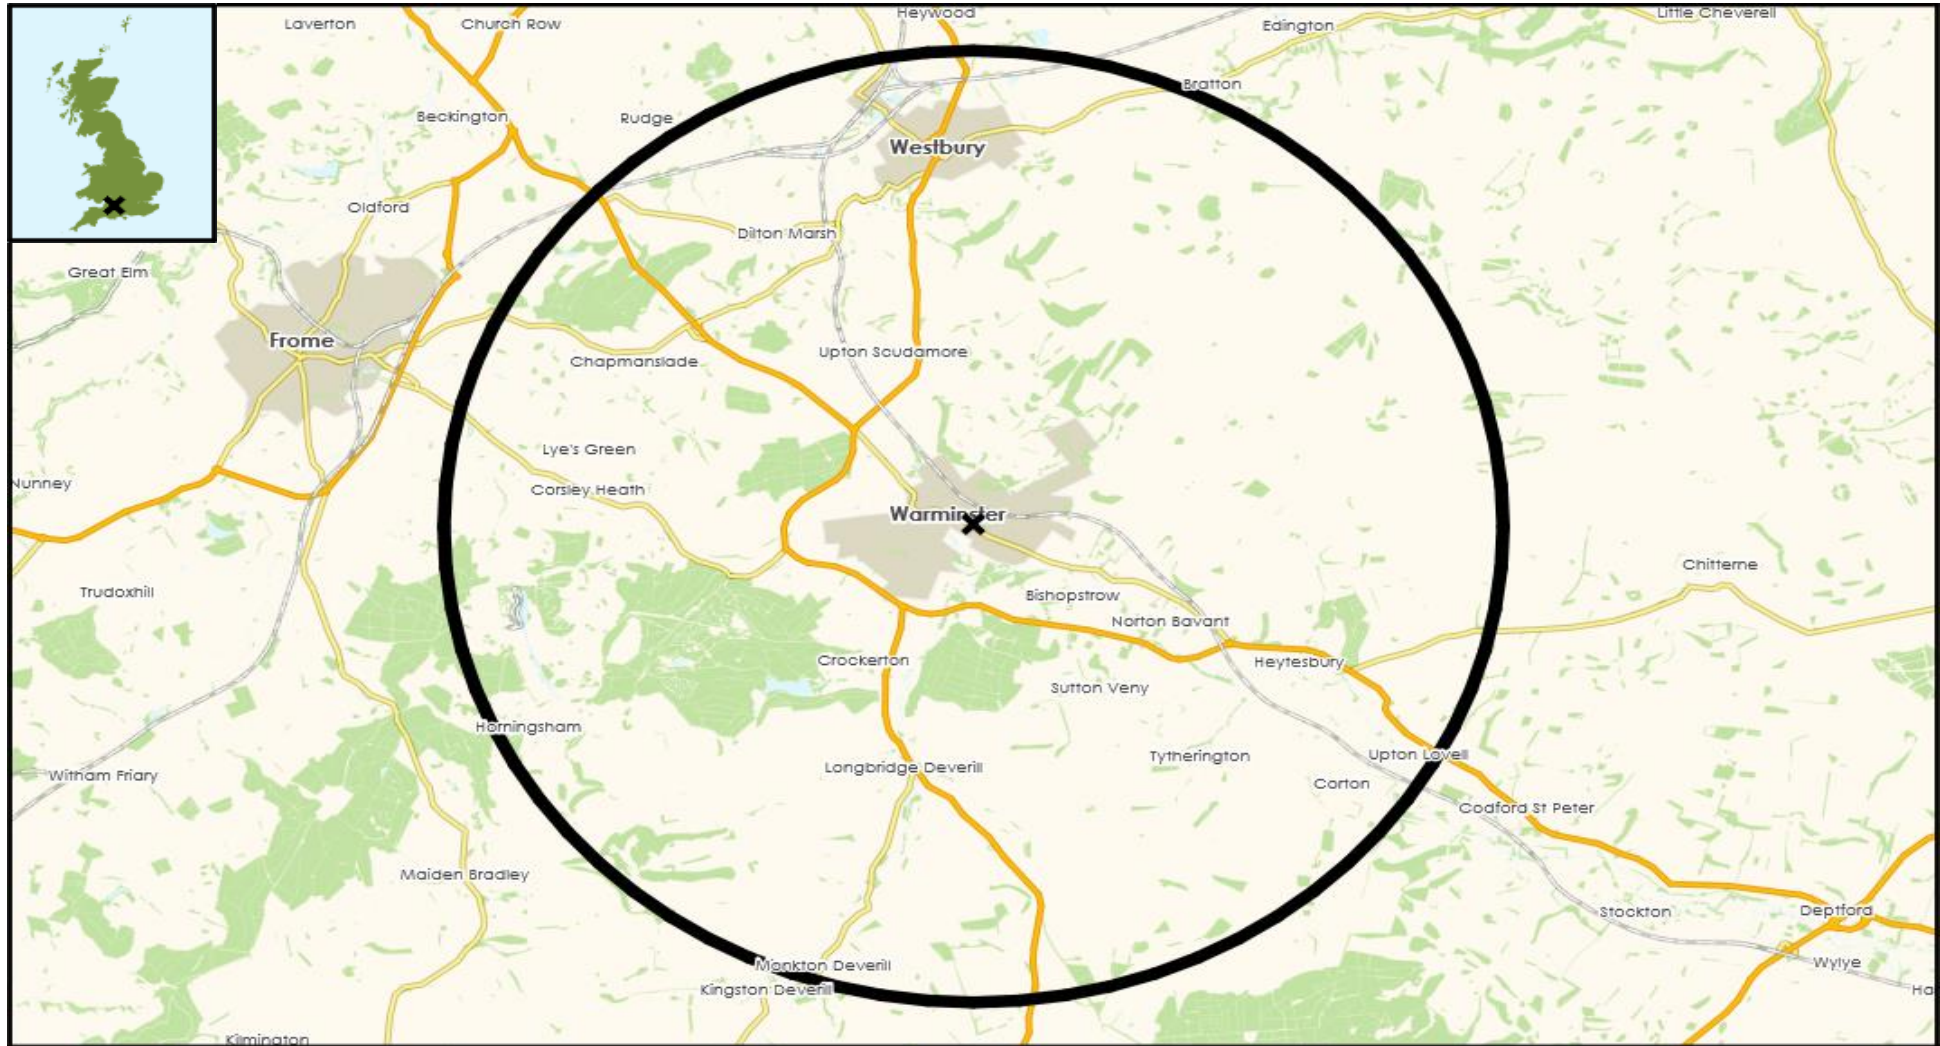 Laverton
Church Row
Heywood
Edington
Little Cheverell
Bratton
Beckington
Rudge
Westbury
Oldford
Dilton Marsh
Great Elm
Frome
Upton Scudamore
Chapmanslade
Lye's Green
Nunney
Corsley Heath
Warminster
Chitterne
Trudoxhill
Bishopstrow
Norton Bavant
Crockerton
Heytesbury
Sutton Veny
Horningsham
Upton Lovell
Tytherington
Longbridge Deverill
Witham Friary
Corton
Codford St Peter
Maiden Bradley
Stockton
Deptford
Monkton Deverill
Wylye
Kingston Deverill
Ha
Kilmington